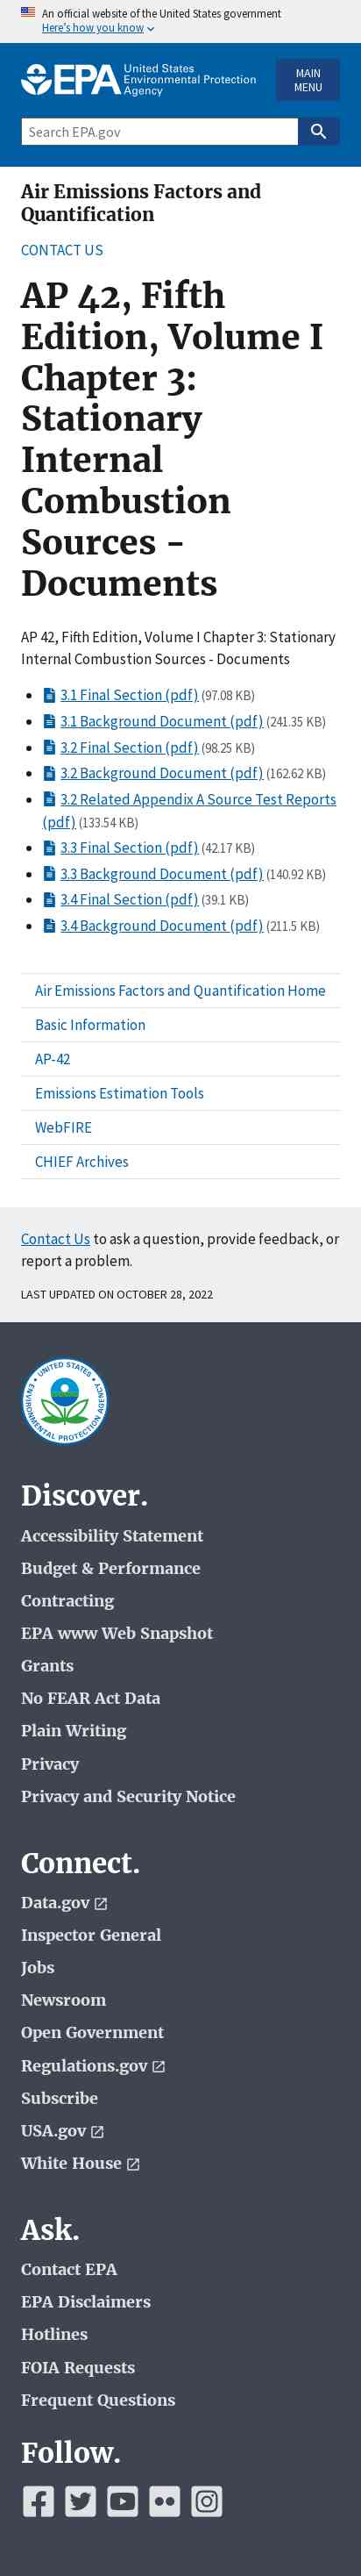 An official website of the United States government
Here's how you know
EPA United States
Environmental Protection
Agency
MAIN
MENU
Search EPA.gov
Air Emissions Factors and
Quantification
CONTACT US
AP 42, Fifth
Edition, Volume I
Chapter 3:
Stationary
Internal
Combustion
Sources -
Documents
AP 42, Fifth Edition, Volume I Chapter 3: Stationary
Internal Combustion Sources - Documents
3.1 Final Section (pdf) (97.08 KB)
3.1 Background Document (pdf) (241.35 KB)
3.2 Final Section (pdf) (98.25 KB)
3.2 Background Document (pdf) (162.62 KB)
3.2 Related Appendix A Source Test Reports
(pdf) (133.54 KB)
3.3 Final Section (pdf) (42.17 KB)
3.3 Background Document (pdf) (140.92 KB)
3.4 Final Section (pdf) (39.1 KB)
3.4 Background Document (pdf) (211.5 KB)
Air Emissions Factors and Quantification Home
Basic Information
AP-42
Emissions Estimation Tools
WebFIRE
CHIEF Archives
Contact Us to ask a question, provide feedback, or
report a problem.
LAST UPDATED ON OCTOBER 28, 2022
UNITED STATES
ENVIRONMENTAL PROTECTION AGENCY
Discover.
Accessibility Statement
Budget & Performance
Contracting
EPA www Web Snapshot
Grants
No FEAR Act Data
Plain Writing
Privacy
Privacy and Security Notice
Connect.
Data.gov
Inspector General
Jobs
Newsroom
Open Government
Regulations.gov
Subscribe
USA.gov
White House
Ask.
Contact EPA
EPA Disclaimers
Hotlines
FOIA Requests
Frequent Questions
Follow.